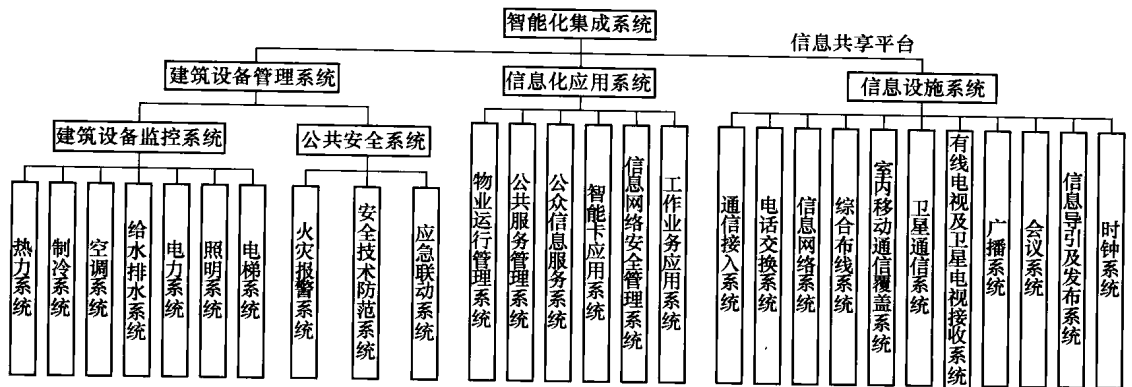 智能化集成系统
信息共享平台
建筑设备管理系统
信息化应用系统
信息设施系统
建筑设备监控系统
公共安全系统
热力系统
制冷系统
空调系统
给水排水系统
电力系统
照明系统
电梯系统
火灾报警系统
安全技术防范系统
应急联动系统
物业运行管理系统
公共服务管理系统
公众信息服务系统
智能卡应用系统
信息网络安全管理系统
工作业务应用系统
通信接入系统
电话交换系统
信息网络系统
综合布线系统
室内移动通信覆盖系统
卫星通信系统
有线电视及卫星电视接收系统
广播系统
会议系统
信息导引及发布系统
时钟系统